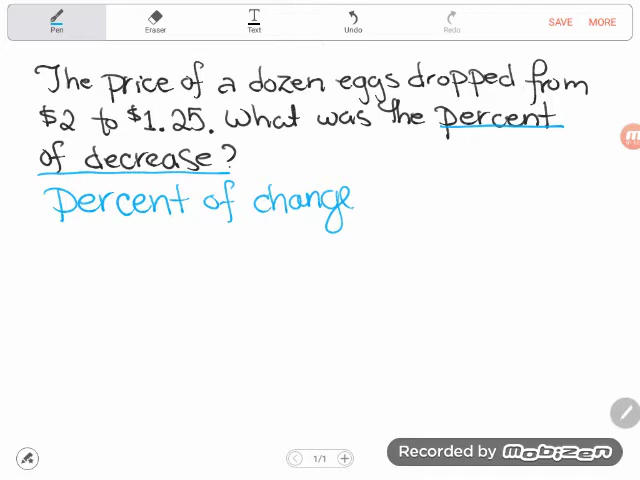 Pen
Eraser
Text
Undo
Redo
SAVE
MORE
The price of a dozen eggs dropped from
$2 to $1.25. What was the percent
of decrease?
Percent of change
1/1
Recorded by mobizen